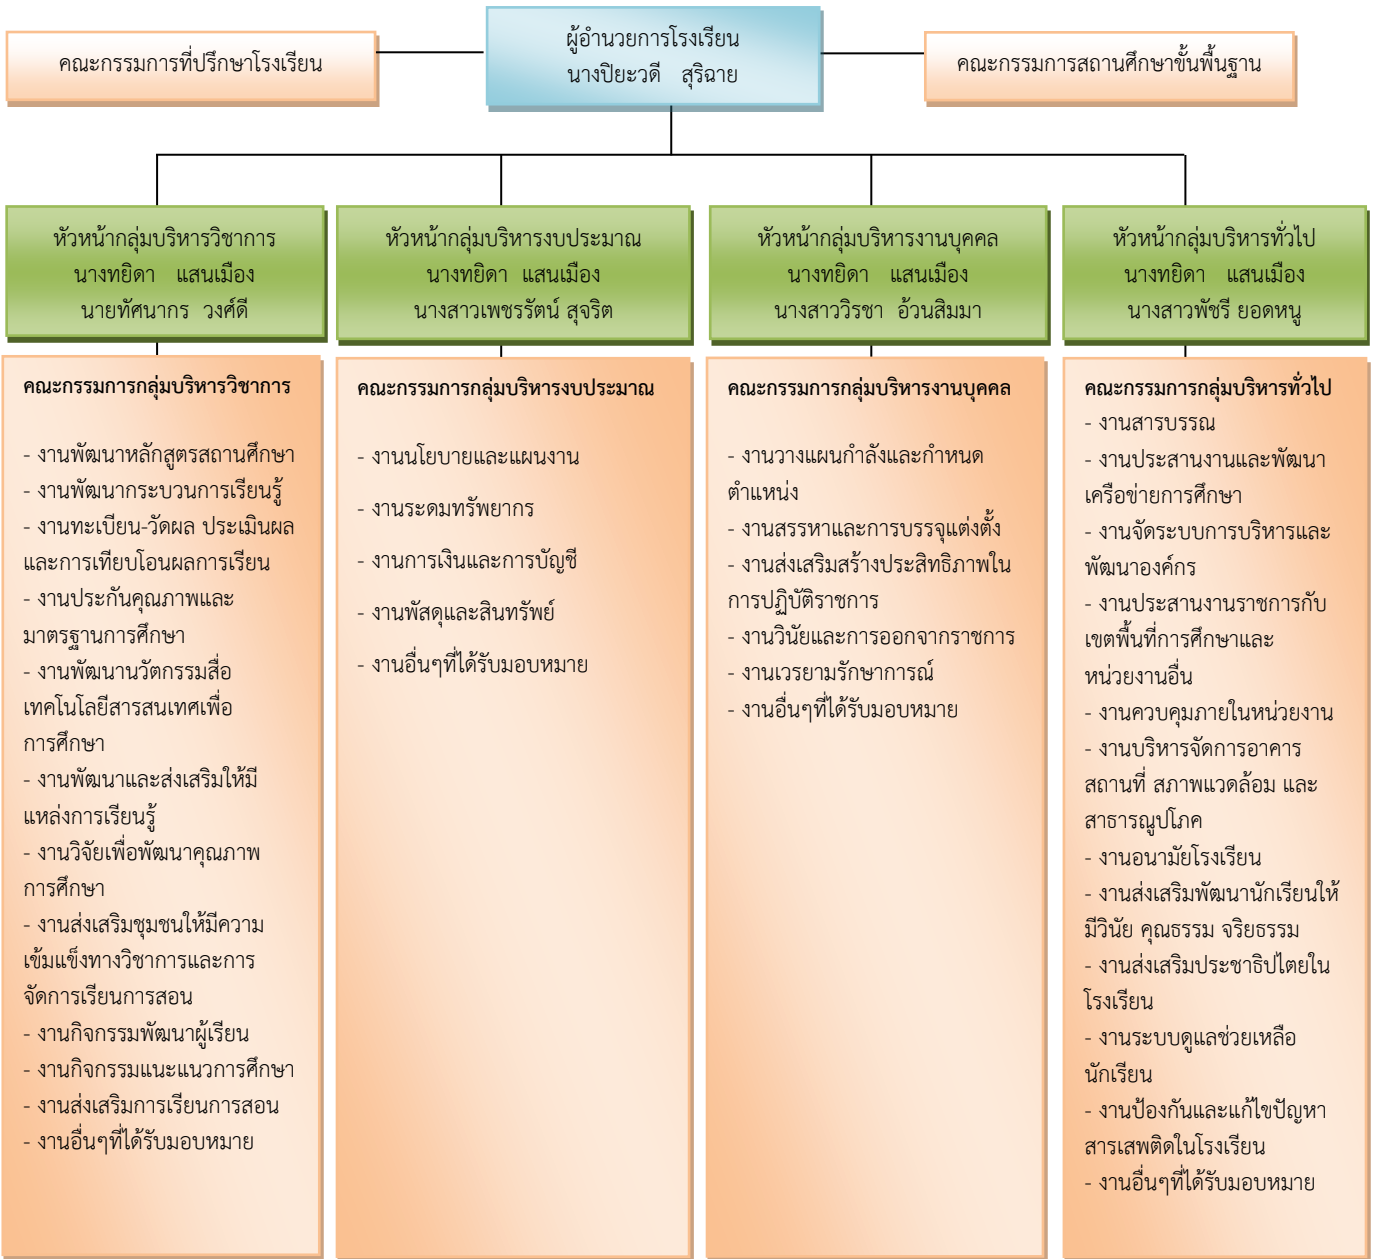 คณะกรรมการที่ปรึกษาโรงเรียน
ผู้อำนวยการโรงเรียน
นางปิยะวดี สุริฉาย
คณะกรรมการสถานศึกษาขั้นพื้นฐาน
หัวหน้ากลุ่มบริหารวิชาการ
นางทยิดา แสนเมือง
นายทัศนากร วงศ์ดี
หัวหน้ากลุ่มบริหารงบประมาณ
นางทยิดา แสนเมือง
นางสาวเพชรรัตน์ สุจริต
หัวหน้ากลุ่มบริหารงานบุคคล
นางทยิดา แสนเมือง
นางสาววิรชา อ้วนสิมมา
หัวหน้ากลุ่มบริหารทั่วไป
นางทยิดา แสนเมือง
นางสาวพัชรี ยอดหนู
คณะกรรมการกลุ่มบริหารวิชาการ
- งานพัฒนาหลักสูตรสถานศึกษา
- งานพัฒนากระบวนการเรียนรู้
- งานทะเบียน-วัดผล ประเมินผล
และการเทียบโอนผลการเรียน
- งานประกันคุณภาพและ
มาตรฐานการศึกษา
- งานพัฒนานวัตกรรมสื่อ
เทคโนโลยีสารสนเทศเพื่อ
การศึกษา
- งานพัฒนาและส่งเสริมให้มี
แหล่งการเรียนรู้
- งานวิจัยเพื่อพัฒนาคุณภาพ
การศึกษา
- งานส่งเสริมชุมชนให้มีความ
เข้มแข็งทางวิชาการและการ
จัดการเรียนการสอน
- งานกิจกรรมพัฒนาผู้เรียน
- งานกิจกรรมแนะแนวการศึกษา
- งานส่งเสริมการเรียนการสอน
- งานอื่นๆที่ได้รับมอบหมาย
คณะกรรมการกลุ่มบริหารงบประมาณ
- งานนโยบายและแผนงาน
- งานระดมทรัพยากร
- งานการเงินและการบัญชี
- งานพัสดุและสินทรัพย์
- งานอื่นๆที่ได้รับมอบหมาย
คณะกรรมการกลุ่มบริหารงานบุคคล
- งานวางแผนกำลังและกำหนด
ตำแหน่ง
- งานสรรหาและการบรรจุแต่งตั้ง
- งานส่งเสริมสร้างประสิทธิภาพใน
การปฏิบัติราชการ
- งานวินัยและการออกจากราชการ
- งานเวรยามรักษาการณ์
- งานอื่นๆที่ได้รับมอบหมาย
คณะกรรมการกลุ่มบริหารทั่วไป
- งานสารบรรณ
- งานประสานงานและพัฒนา
เครือข่ายการศึกษา
- งานจัดระบบการบริหารและ
พัฒนาองค์กร
- งานประสานงานราชการกับ
เขตพื้นที่การศึกษาและ
หน่วยงานอื่น
- งานควบคุมภายในหน่วยงาน
- งานบริหารจัดการอาคาร
สถานที่ สภาพแวดล้อม และ
สาธารณูปโภค
- งานอนามัยโรงเรียน
- งานส่งเสริมพัฒนานักเรียนให้
มีวินัย คุณธรรม จริยธรรม
- งานส่งเสริมประชาธิปไตยใน
โรงเรียน
- งานระบบดูแลช่วยเหลือ
นักเรียน
- งานป้องกันและแก้ไขปัญหา
สารเสพติดในโรงเรียน
- งานอื่นๆที่ได้รับมอบหมาย